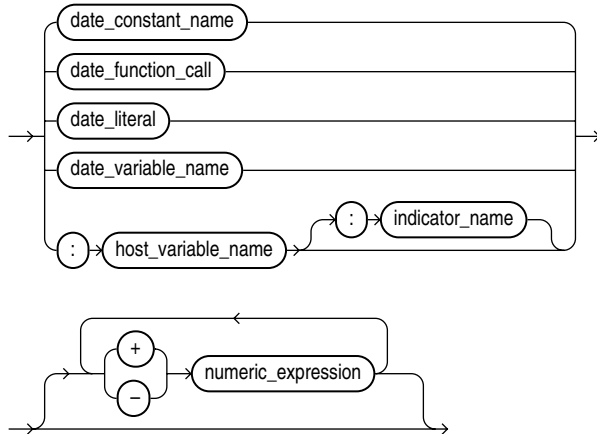 date_constant_name
date_function_call
date_literal
date_variable_name
: host_variable_name : indicator_name
+
− numeric_expression